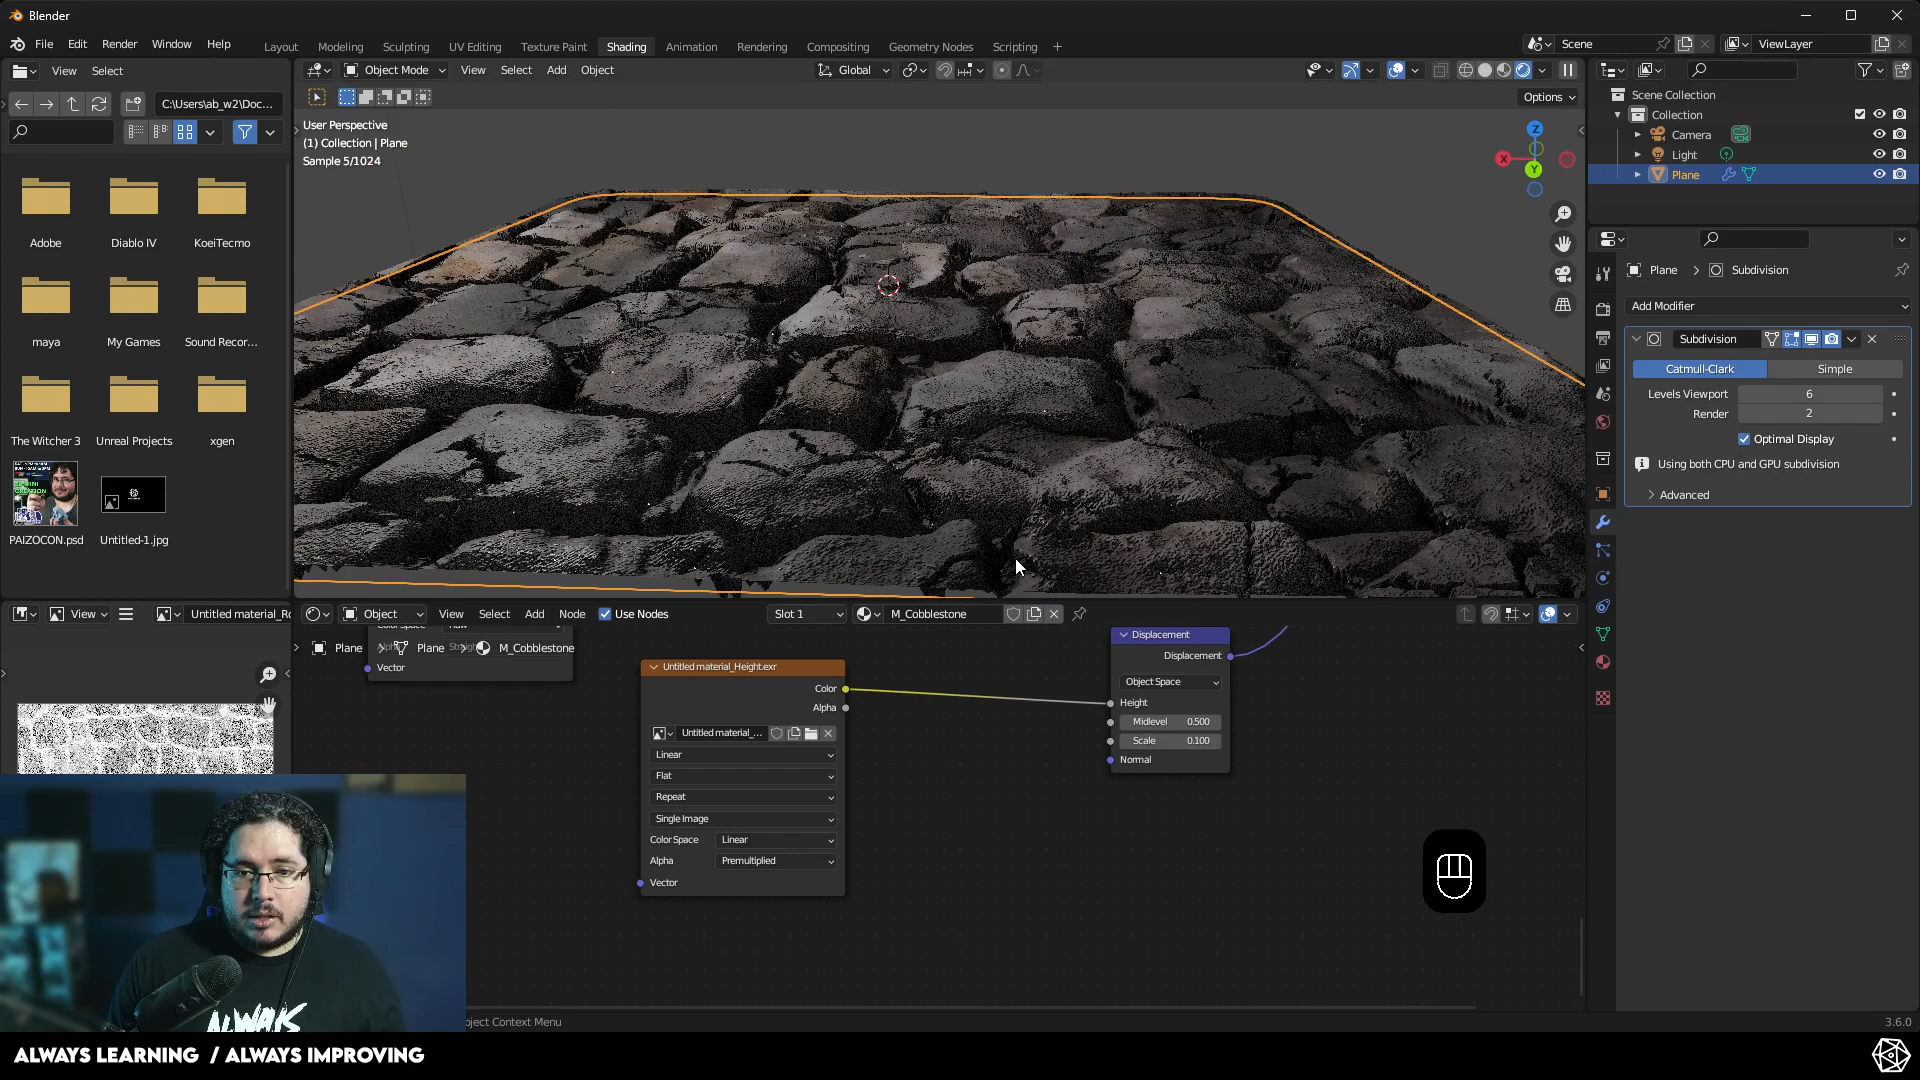 Blender
File Edit Render Window Help
Layout Modeling Sculpting UV Editing Texture Paint Shading Animation Rendering Compositing Geometry Nodes Scripting +
Scene
ViewLayer
View Select
Object Mode View Select Add Object
Global
C:\Users\ab_w2\Doc...
Options
User Perspective
(1) Collection | Plane
Sample 5/1024
Z
X
Y
Adobe
Diablo IV
KoeiTecmo
maya
My Games
Sound Recor...
The Witcher 3
Unreal Projects
xgen
PAIZOCON.psd
Untitled-1.jpg
Scene Collection
Collection
Camera
Light
Plane
Plane > Subdivision
Add Modifier
Subdivision
Catmull-Clark Simple
Levels Viewport 6
Render 2
Optimal Display
Using both CPU and GPU subdivision
Advanced
View
Untitled material_Ro
Object View Select Add Node Use Nodes
Slot 1
M_Cobblestone
Plane > Plane > M_Cobblestone
Vector
Untitled material_Height.exr
Color
Alpha
Untitled material_...
Linear
Flat
Repeat
Single Image
Color Space Linear
Alpha Premultiplied
Vector
Displacement
Displacement
Object Space
Height
Midlevel 0.500
Scale 0.100
Normal
ALWAYS
oject Context Menu
3.6.0
ALWAYS LEARNING / ALWAYS IMPROVING